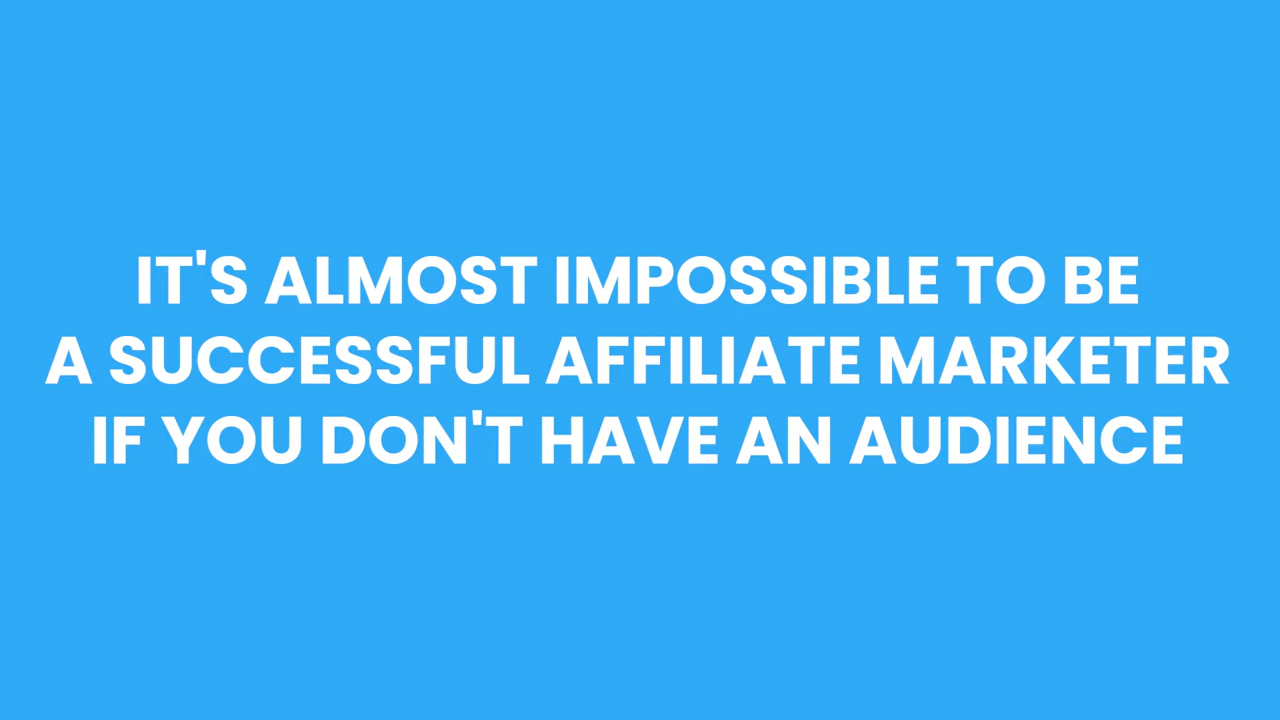 IT'S ALMOST IMPOSSIBLE TO BE
A SUCCESSFUL AFFILIATE MARKETER
IF YOU DON'T HAVE AN AUDIENCE